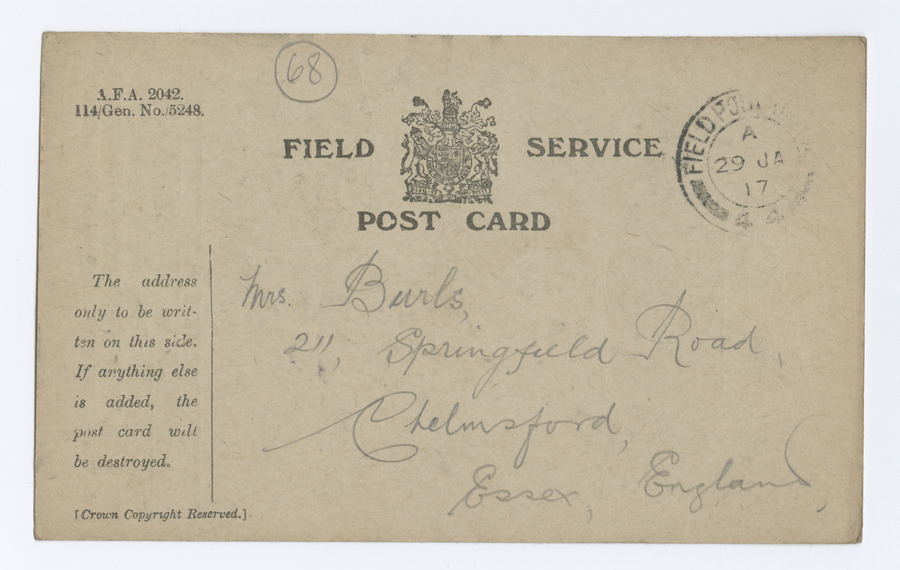 68
A.F.A. 2042.
114/Gen. No./5248.
FIELD SERVICE
POST CARD
FIELD POST
A
29 JA
17
44
The address
only to be writ-
ten on this side.
If anything else
is added, the
post card will
be destroyed.
[Crown Copyright Reserved.]
Mrs. Burls,
211, Springfield Road,
Chelmsford,
Essex, England,